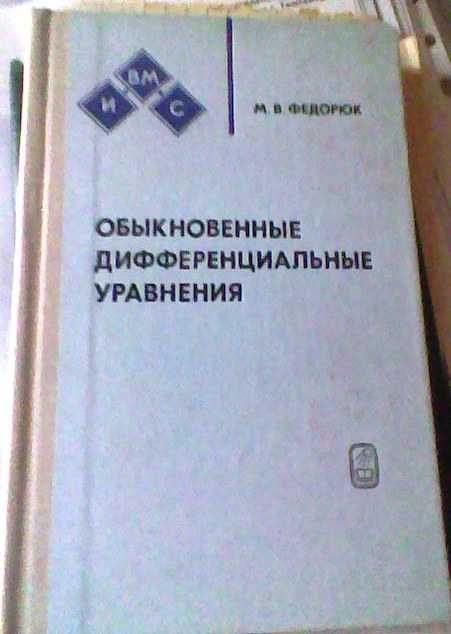 ВМ
И С
М. В. ФЕДОРЮК
ОБЫКНОВЕННЫЕ
ДИФФЕРЕНЦИАЛЬНЫЕ
УРАВНЕНИЯ